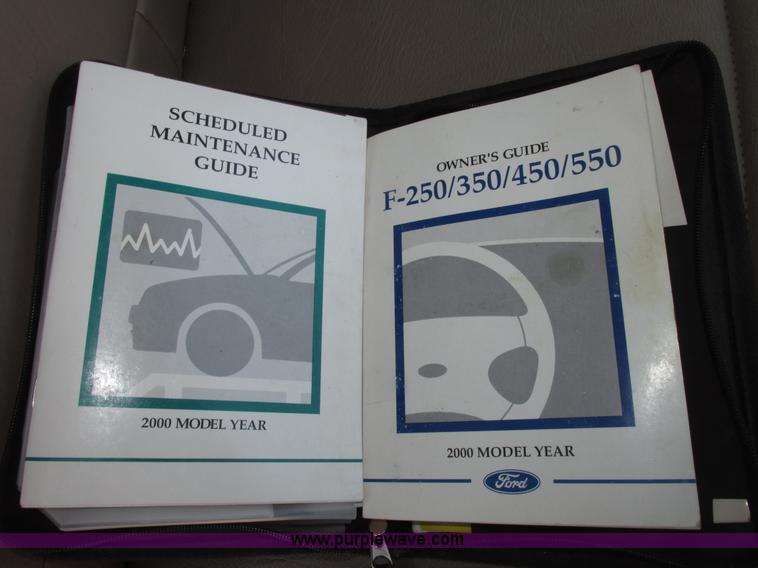 SCHEDULED
MAINTENANCE
GUIDE
2000 MODEL YEAR
OWNER'S GUIDE
F-250/350/450/550
2000 MODEL YEAR
Ford
www.purplewave.com